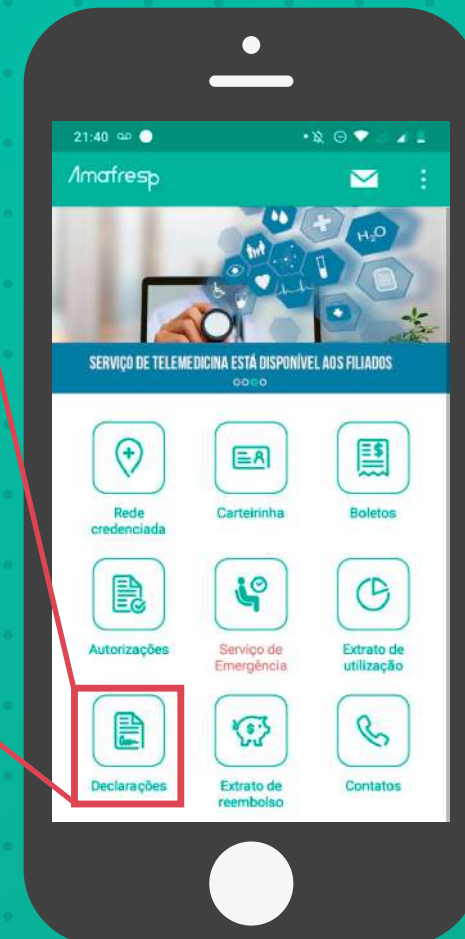 21:40
Amafresp
H₂O
SERVIÇO DE TELEMEDICINA ESTÁ DISPONÍVEL AOS FILIADOS
Rede
credenciada
Carteirinha
Boletos
Autorizações
Serviço de
Emergência
Extrato de
utilização
Declarações
Extrato de
reembolso
Contatos